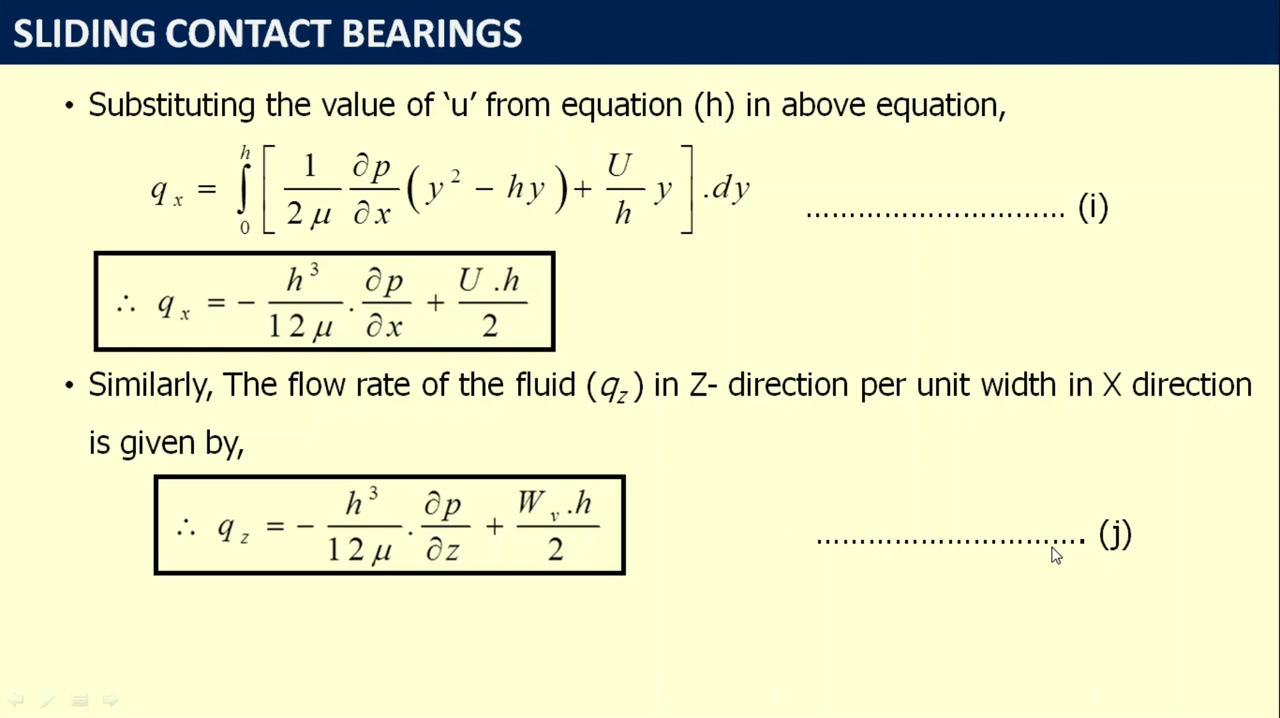 SLIDING CONTACT BEARINGS
• Substituting the value of ‘u’ from equation (h) in above equation,
q_x = ∫_0^h [ 1/(2μ) ∂p/∂x (y² − hy) + U/h y ] .dy ................................ (i)
∴ q_x = − h³/(12μ) . ∂p/∂x + U.h/2
• Similarly, The flow rate of the fluid (q_z) in Z- direction per unit width in X direction
is given by,
∴ q_z = − h³/(12μ) . ∂p/∂z + W_v.h/2 ................................ (j)